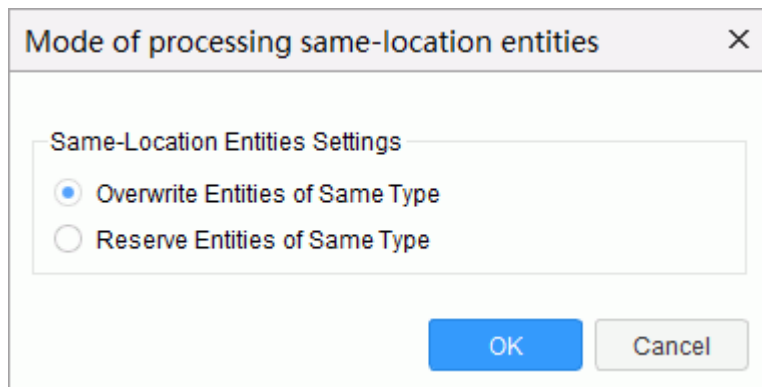 Mode of processing same-location entities
Same-Location Entities Settings
Overwrite Entities of Same Type
Reserve Entities of Same Type
OK Cancel